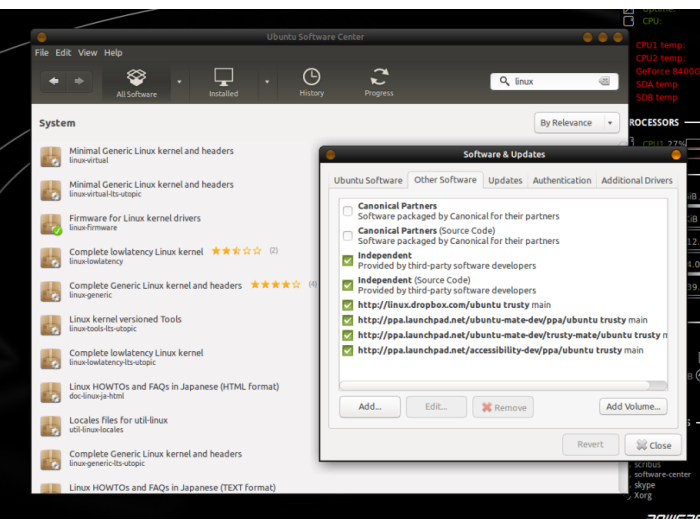 Uptime:
CPU:
Ubuntu Software Center
File Edit View Help
CPU1 temp:
CPU2 temp:
GeForce 8400G
SDA temp
SDB temp
All Software
Installed
History
Progress
linux
System
By Relevance
ROCESSORS
CPU1 27%
Minimal Generic Linux kernel and headers
linux-virtual
Minimal Generic Linux kernel and headers
linux-virtual-lts-utopic
Firmware for Linux kernel drivers
linux-firmware
Complete lowlatency Linux kernel (2)
linux-lowlatency
Complete Generic Linux kernel and headers (4)
linux-generic
Linux kernel versioned Tools
linux-tools-lts-utopic
Complete lowlatency Linux kernel
linux-lowlatency-lts-utopic
Linux HOWTOs and FAQs in Japanese (HTML format)
doc-linux-ja-html
Locales files for util-linux
util-linux-locales
Complete Generic Linux kernel and headers
linux-generic-lts-utopic
Linux HOWTOs and FAQs in Japanese (TEXT format)
Software & Updates
Ubuntu Software Other Software Updates Authentication Additional Drivers
Canonical Partners
Software packaged by Canonical for their partners
Canonical Partners (Source Code)
Software packaged by Canonical for their partners
Independent
Provided by third-party software developers
Independent (Source Code)
Provided by third-party software developers
http://linux.dropbox.com/ubuntu trusty main
http://ppa.launchpad.net/ubuntu-mate-dev/ppa/ubuntu trusty main
http://ppa.launchpad.net/ubuntu-mate-dev/trusty-mate/ubuntu trusty m
http://ppa.launchpad.net/accessibility-dev/ppa/ubuntu trusty main
Add... Edit... Remove Add Volume...
Revert Close
scribus
software-center
skype
Xorg